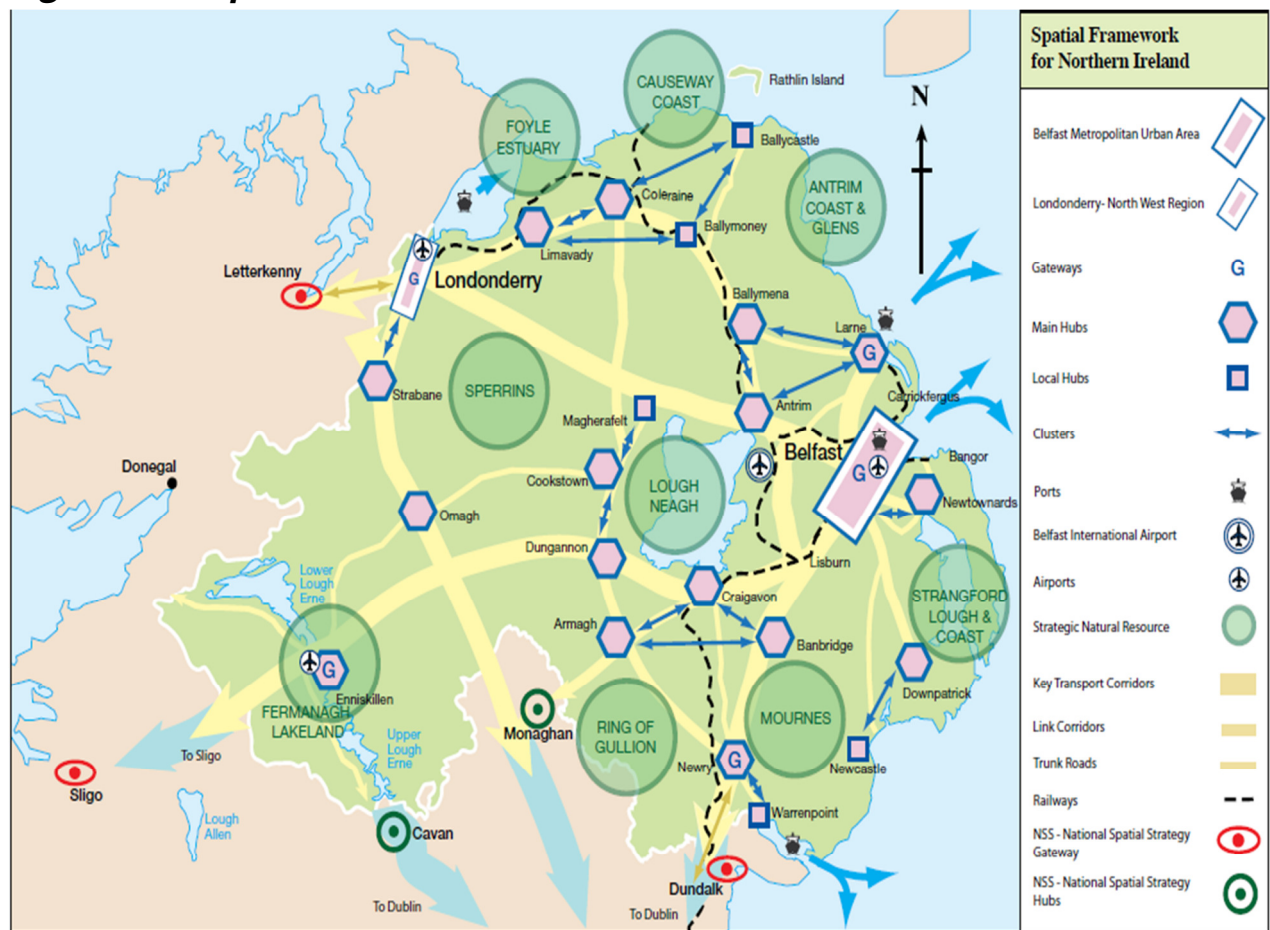 Spatial Framework
for Northern Ireland
Belfast Metropolitan Urban Area
Londonderry- North West Region
Gateways
G
Main Hubs
Local Hubs
Clusters
Ports
Belfast International Airport
Airports
Strategic Natural Resource
Key Transport Corridors
Link Corridors
Trunk Roads
Railways
NSS - National Spatial Strategy
Gateway
NSS - National Spatial Strategy
Hubs
N
CAUSEWAY
COAST
Rathlin Island
FOYLE
ESTUARY
Ballycastle
ANTRIM
COAST &
GLENS
Coleraine
Ballymoney
Limavady
Letterkenny
G
Londonderry
Ballymena
Larne
G
Strabane
SPERRINS
Antrim
Carrickfergus
Magherafelt
Belfast
G
Bangor
Donegal
Cookstown
LOUGH
NEAGH
Newtownards
Omagh
Dungannon
Lisburn
Lower
Lough
Erne
Craigavon
STRANGFORD
LOUGH &
COAST
Armagh
Banbridge
G
Enniskillen
Downpatrick
FERMANAGH
LAKELAND
Monaghan
RING OF
GULLION
MOURNES
Upper
Lough
Erne
To Sligo
Newry
G
Newcastle
Sligo
Lough
Allen
Cavan
Warrenpoint
Dundalk
To Dublin
To Dublin